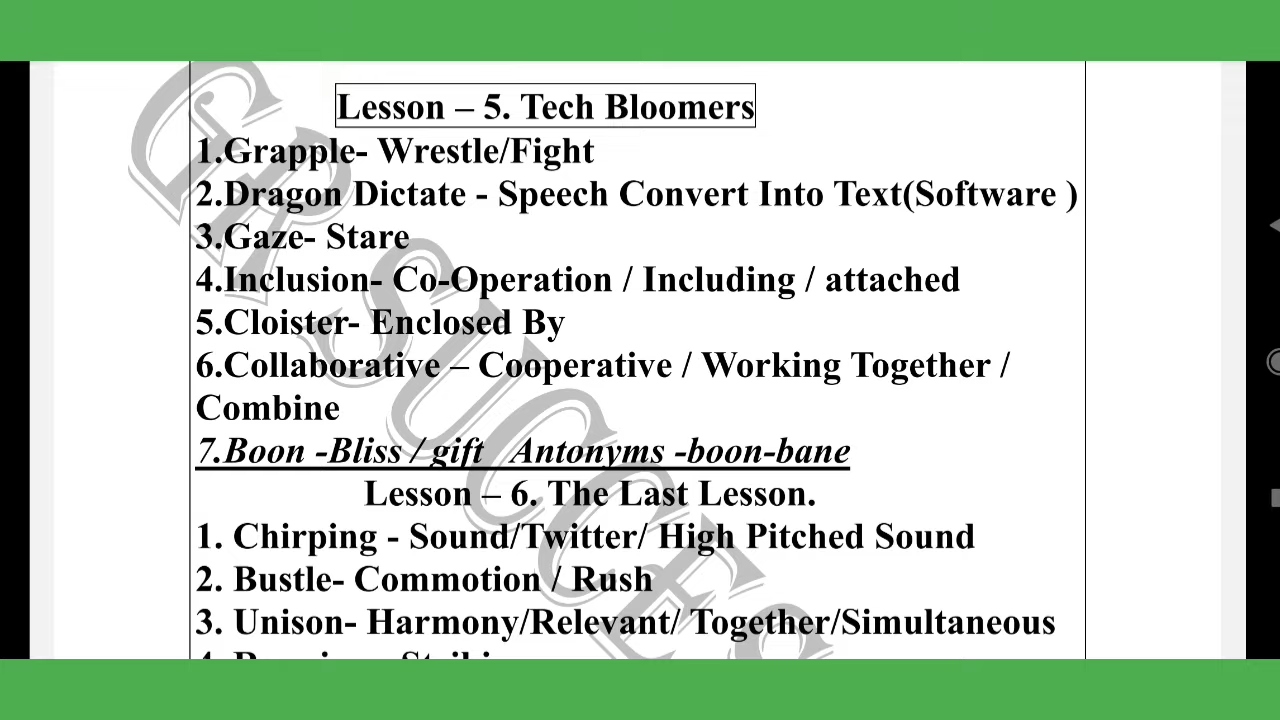 Lesson – 5. Tech Bloomers
1.Grapple- Wrestle/Fight
2.Dragon Dictate - Speech Convert Into Text(Software )
3.Gaze- Stare
4.Inclusion- Co-Operation / Including / attached
5.Cloister- Enclosed By
6.Collaborative – Cooperative / Working Together /
Combine
7.Boon -Bliss / gift Antonyms -boon-bane
Lesson – 6. The Last Lesson.
1. Chirping - Sound/Twitter/ High Pitched Sound
2. Bustle- Commotion / Rush
3. Unison- Harmony/Relevant/ Together/Simultaneous
GR SUCCES